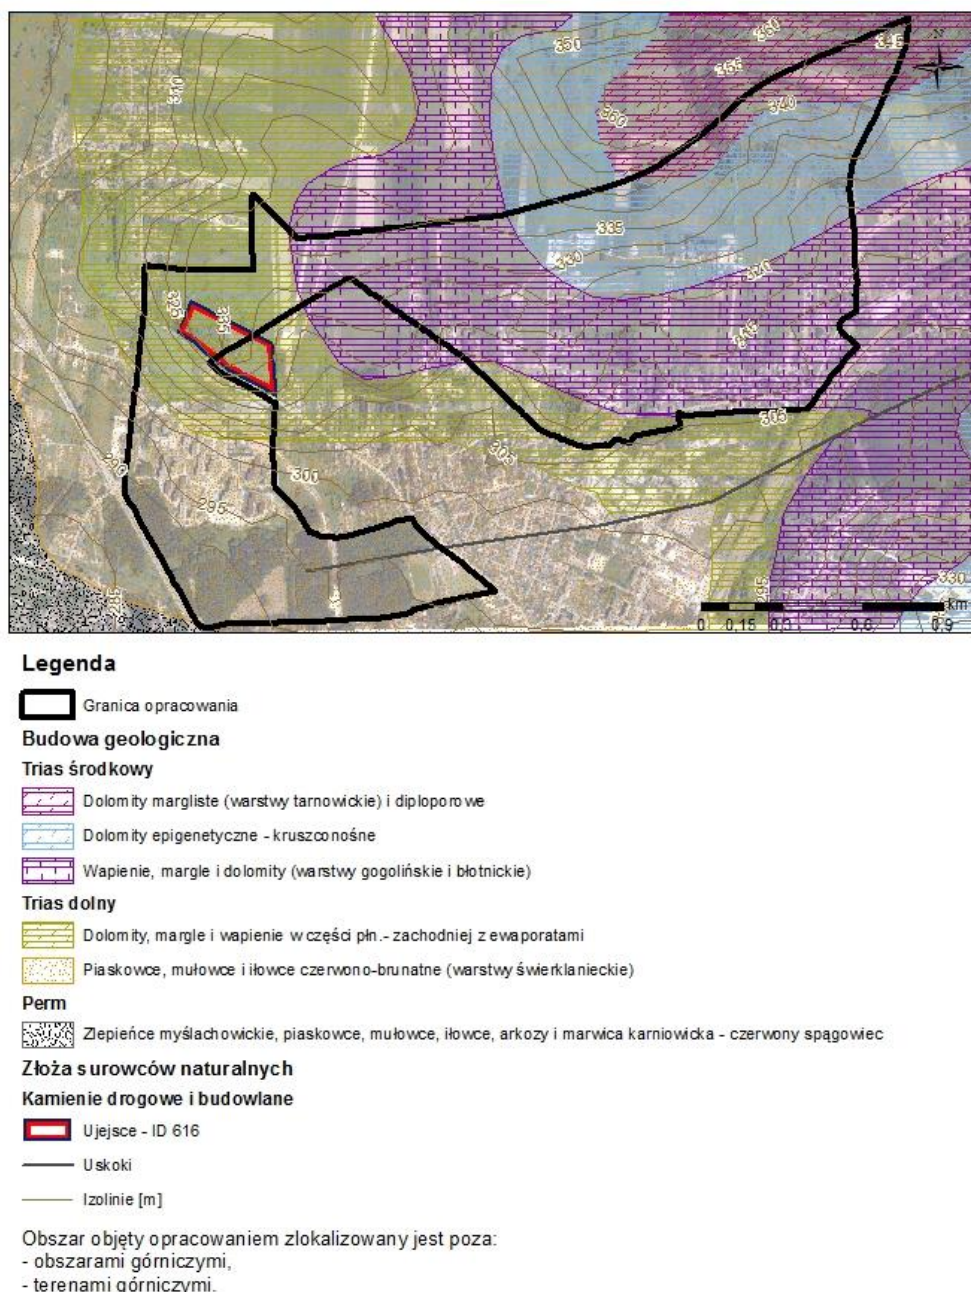 N
350
360
345
355
340
340
360
335
330
320
325
335
315
305
290
300
305
295
285
295
330
km
0 0,15 0,3 0,6 0,9
Legenda
Granica opracowania
Budowa geologiczna
Trias środkowy
Dolomity margliste (warstwy tarnowickie) i diploporowe
Dolomity epigenetyczne - kruszconośne
Wapienie, margle i dolomity (warstwy gogolińskie i błotnickie)
Trias dolny
Dolomity, margle i wapienie w części płn.- zachodniej z ewaporatami
Piaskowce, mułowce i iłowce czerwono-brunatne (warstwy świerklanieckie)
Perm
Zlepieńce myślachowickie, piaskowce, mułowce, iłowce, arkozy i marwica karniowicka - czerwony spągowiec
Złoża surowców naturalnych
Kamienie drogowe i budowlane
Ujejsce - ID 616
Uskoki
Izolinie [m]
Obszar objęty opracowaniem zlokalizowany jest poza:
- obszarami górniczymi,
- terenami górniczymi.